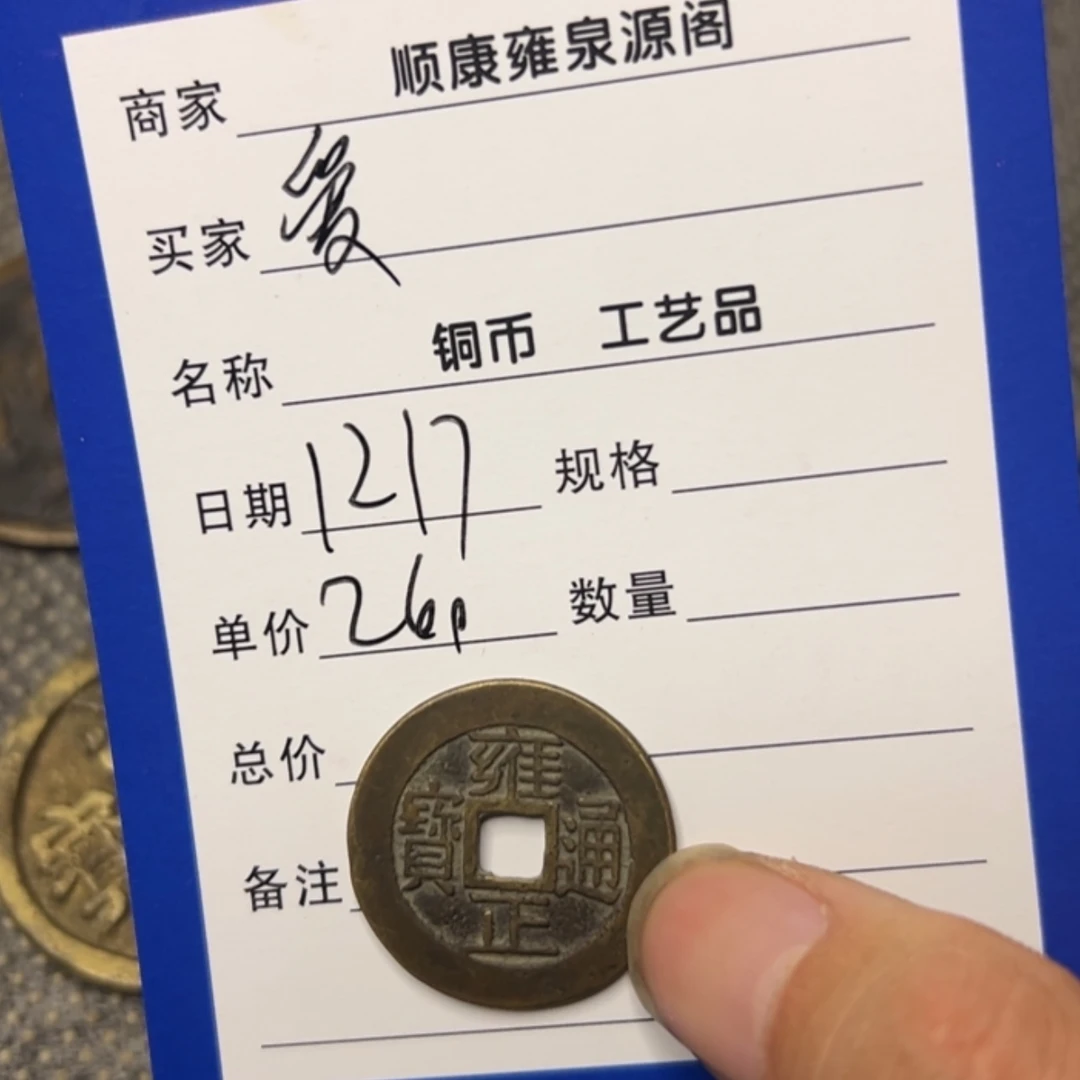 商家 顺康雍泉源阁
买家 爱
名称 铜币 工艺品
日期 1217 规格
单价 260 数量
总价
备注
雍正通寶